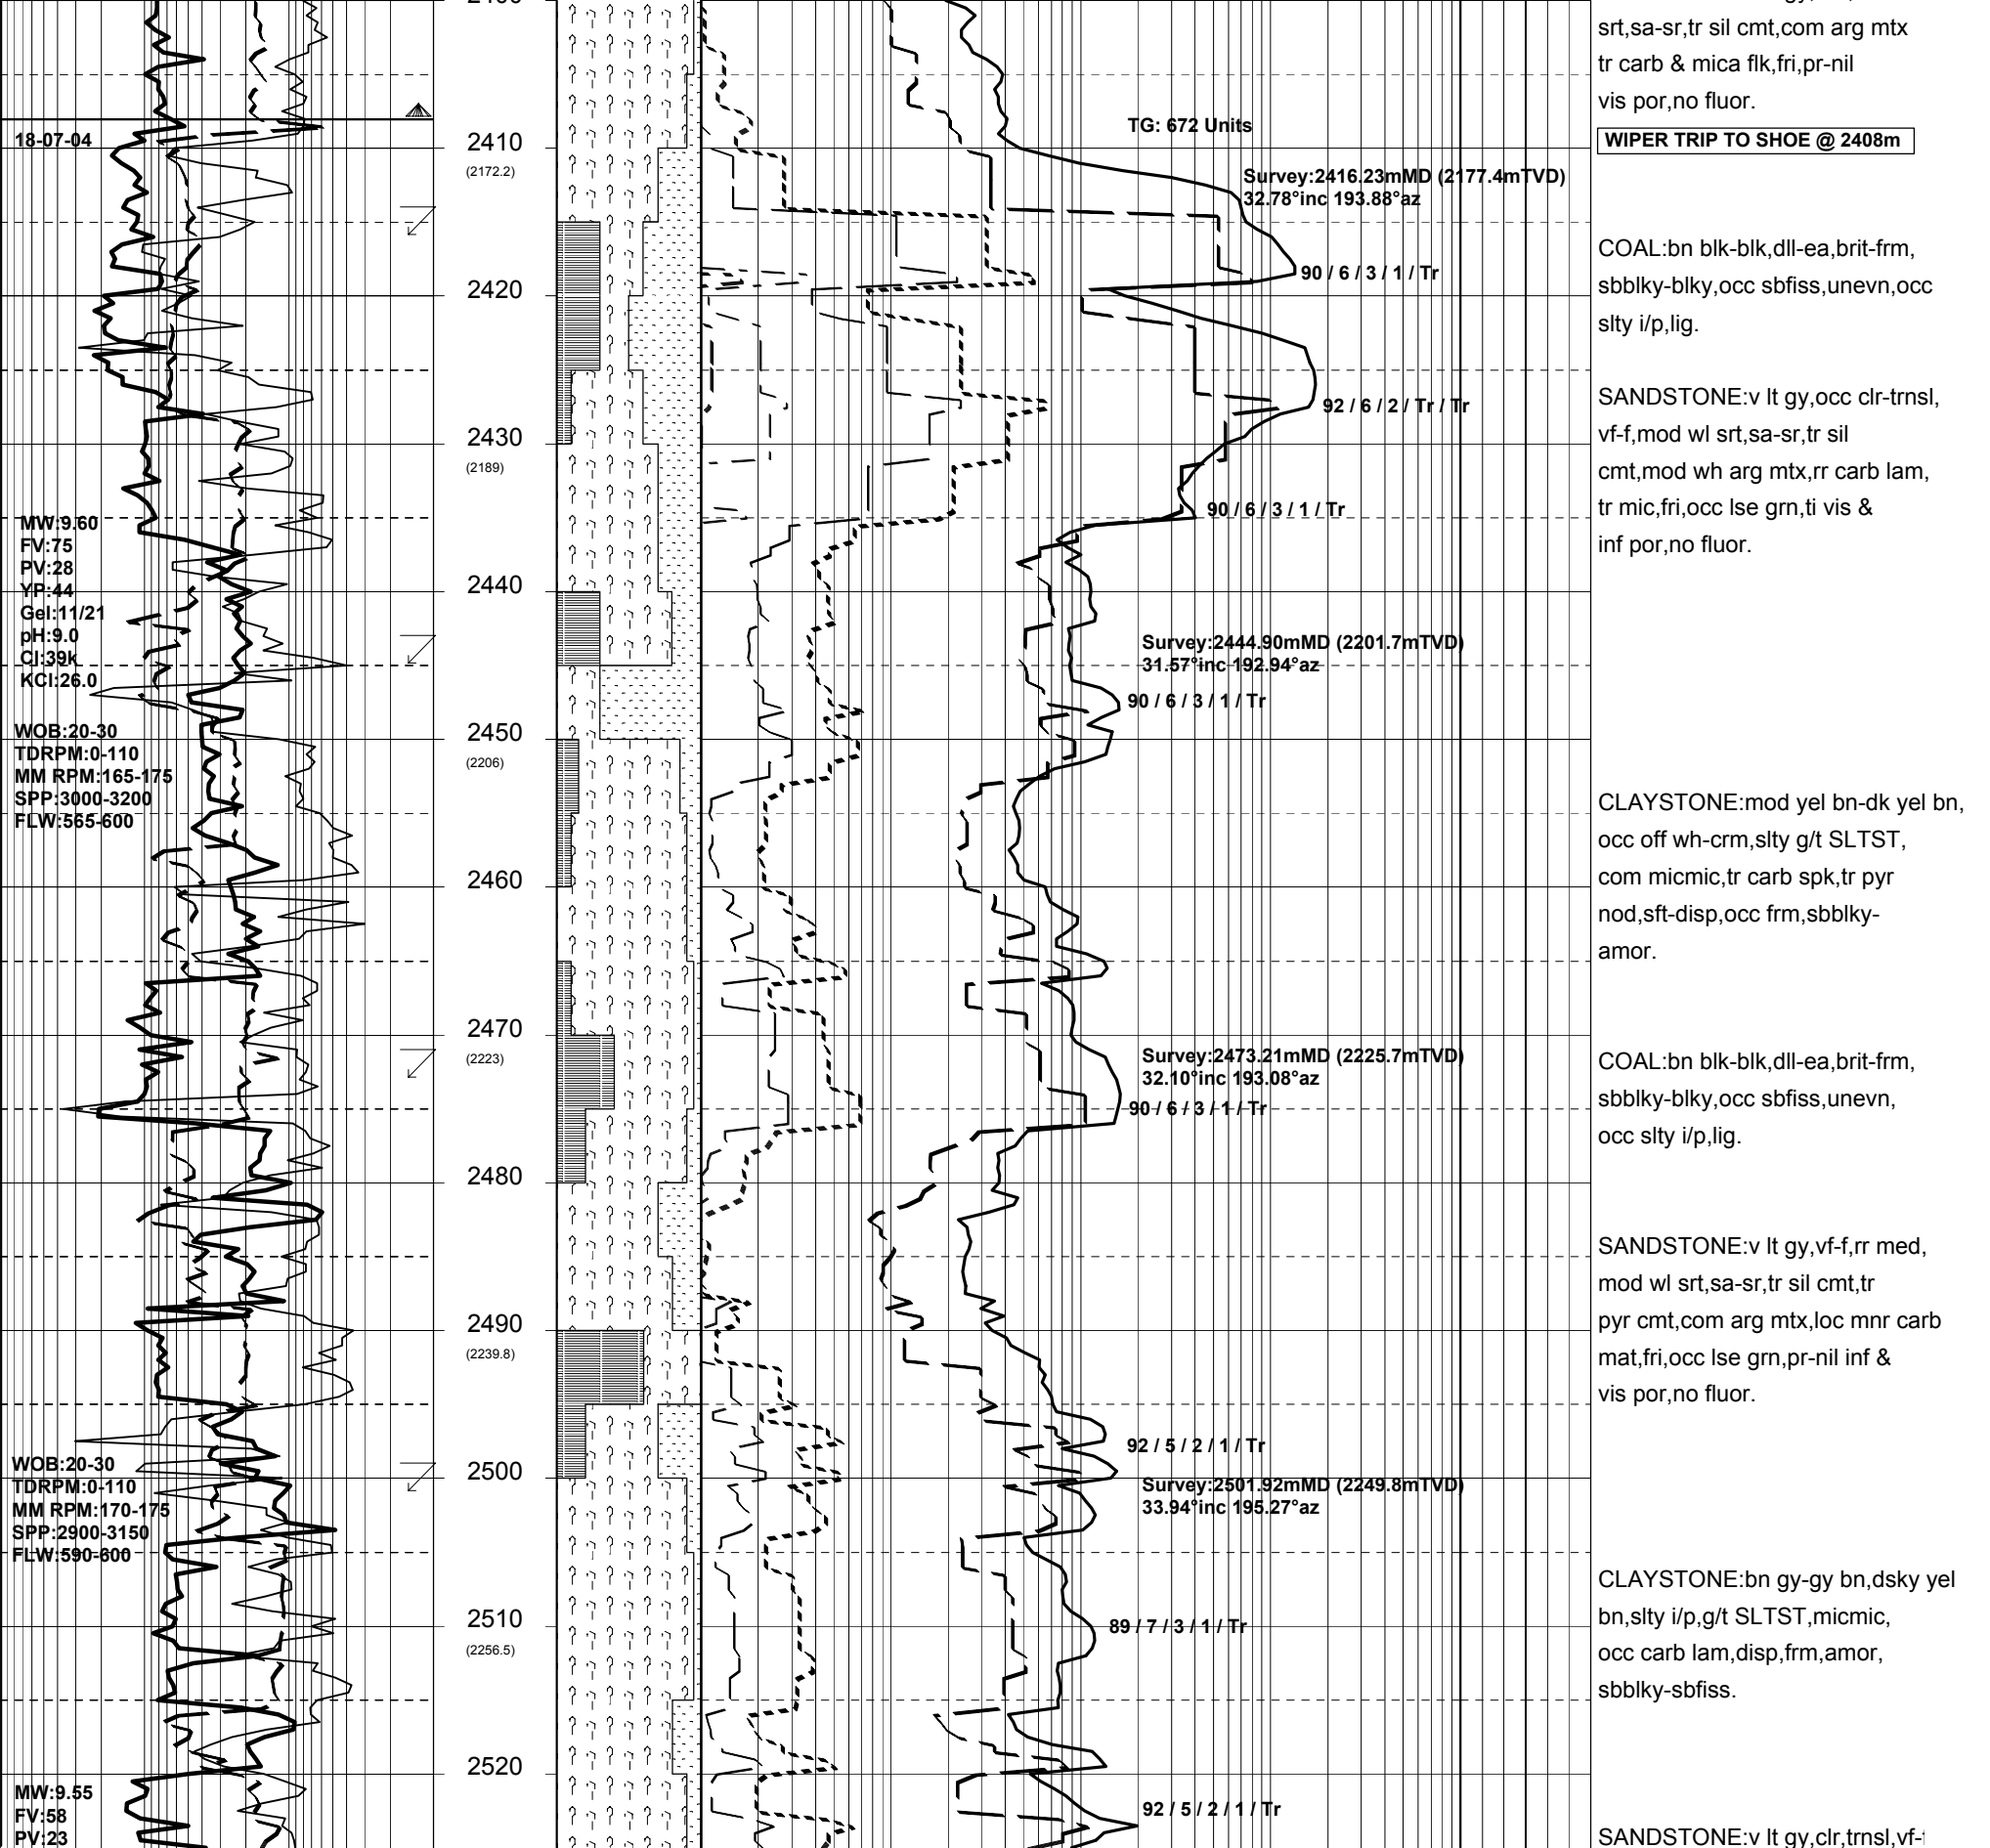 18-07-04
MW:9.60
FV:75
PV:28
YP:44
Gel:11/21
pH:9.0
Cl:39k
KCl:26.0
WOB:20-30
TDRPM:0-110
MM RPM:165-175
SPP:3000-3200
FLW:565-600
WOB:20-30
TDRPM:0-110
MM RPM:170-175
SPP:2900-3150
FLW:590-600
MW:9.55
FV:58
PV:23
2410
(2172.2)
2420
2430
(2189)
2440
2450
(2206)
2460
2470
(2223)
2480
2490
(2239.8)
2500
2510
(2256.5)
2520
TG: 672 Units
Survey:2416.23mMD (2177.4mTVD)
32.78°inc 193.88°az
90 / 6 / 3 / 1 / Tr
92 / 6 / 2 / Tr / Tr
90 / 6 / 3 / 1 / Tr
Survey:2444.90mMD (2201.7mTVD)
31.57°inc 192.94°az
90 / 6 / 3 / 1 / Tr
Survey:2473.21mMD (2225.7mTVD)
32.10°inc 193.08°az
90 / 6 / 3 / 1 / Tr
92 / 5 / 2 / 1 / Tr
Survey:2501.92mMD (2249.8mTVD)
33.94°inc 195.27°az
89 / 7 / 3 / 1 / Tr
92 / 5 / 2 / 1 / Tr
srt,sa-sr,tr sil cmt,com arg mtx
tr carb & mica flk,fri,pr-nil
vis por,no fluor.
WIPER TRIP TO SHOE @ 2408m
COAL:bn blk-blk,dll-ea,brit-frm,
sbblky-blky,occ sbfiss,unevn,occ
slty i/p,lig.
SANDSTONE:v lt gy,occ clr-trnsl,
vf-f,mod wl srt,sa-sr,tr sil
cmt,mod wh arg mtx,rr carb lam,
tr mic,fri,occ lse grn,ti vis &
inf por,no fluor.
CLAYSTONE:mod yel bn-dk yel bn,
occ off wh-crm,slty g/t SLTST,
com micmic,tr carb spk,tr pyr
nod,sft-disp,occ frm,sbblky-
amor.
COAL:bn blk-blk,dll-ea,brit-frm,
sbblky-blky,occ sbfiss,unevn,
occ slty i/p,lig.
SANDSTONE:v lt gy,vf-f,rr med,
mod wl srt,sa-sr,tr sil cmt,tr
pyr cmt,com arg mtx,loc mnr carb
mat,fri,occ lse grn,pr-nil inf &
vis por,no fluor.
CLAYSTONE:bn gy-gy bn,dsky yel
bn,slty i/p,g/t SLTST,micmic,
occ carb lam,disp,frm,amor,
sbblky-sbfiss.
SANDSTONE:v lt gy,clr,trnsl,vf-